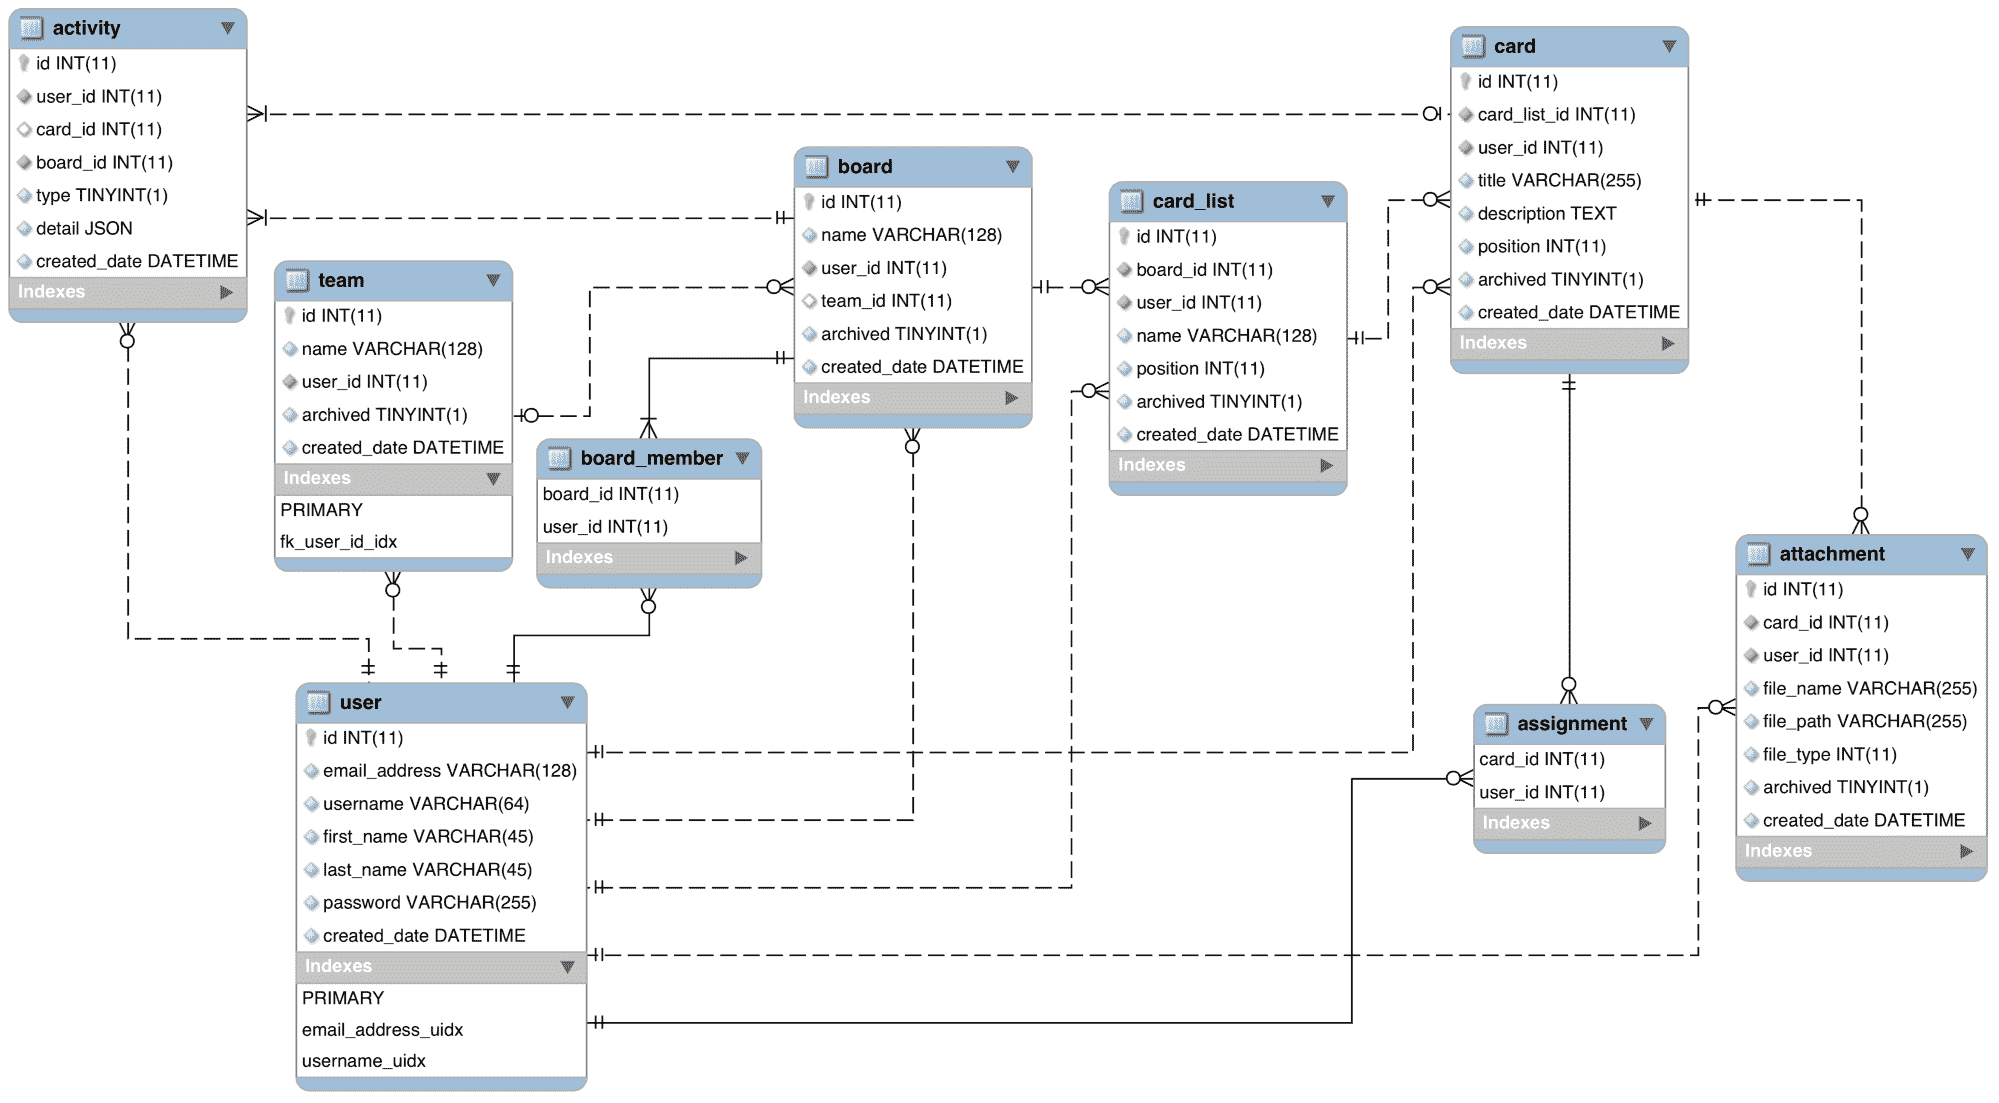 activity
id INT(11)
user_id INT(11)
card_id INT(11)
board_id INT(11)
type TINYINT(1)
detail JSON
created_date DATETIME
Indexes
team
id INT(11)
name VARCHAR(128)
user_id INT(11)
archived TINYINT(1)
created_date DATETIME
Indexes
PRIMARY
fk_user_id_idx
board
id INT(11)
name VARCHAR(128)
user_id INT(11)
team_id INT(11)
archived TINYINT(1)
created_date DATETIME
Indexes
board_member
board_id INT(11)
user_id INT(11)
Indexes
card_list
id INT(11)
board_id INT(11)
user_id INT(11)
name VARCHAR(128)
position INT(11)
archived TINYINT(1)
created_date DATETIME
Indexes
card
id INT(11)
card_list_id INT(11)
user_id INT(11)
title VARCHAR(255)
description TEXT
position INT(11)
archived TINYINT(1)
created_date DATETIME
Indexes
user
id INT(11)
email_address VARCHAR(128)
username VARCHAR(64)
first_name VARCHAR(45)
last_name VARCHAR(45)
password VARCHAR(255)
created_date DATETIME
Indexes
PRIMARY
email_address_uidx
username_uidx
assignment
card_id INT(11)
user_id INT(11)
Indexes
attachment
id INT(11)
card_id INT(11)
user_id INT(11)
file_name VARCHAR(255)
file_path VARCHAR(255)
file_type INT(11)
archived TINYINT(1)
created_date DATETIME
Indexes